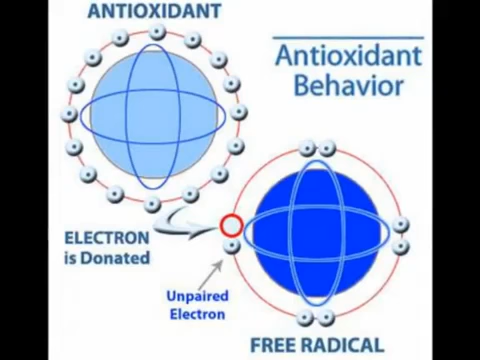 ANTIOXIDANT
Antioxidant
Behavior
ELECTRON
is Donated
Unpaired
Electron
FREE RADICAL